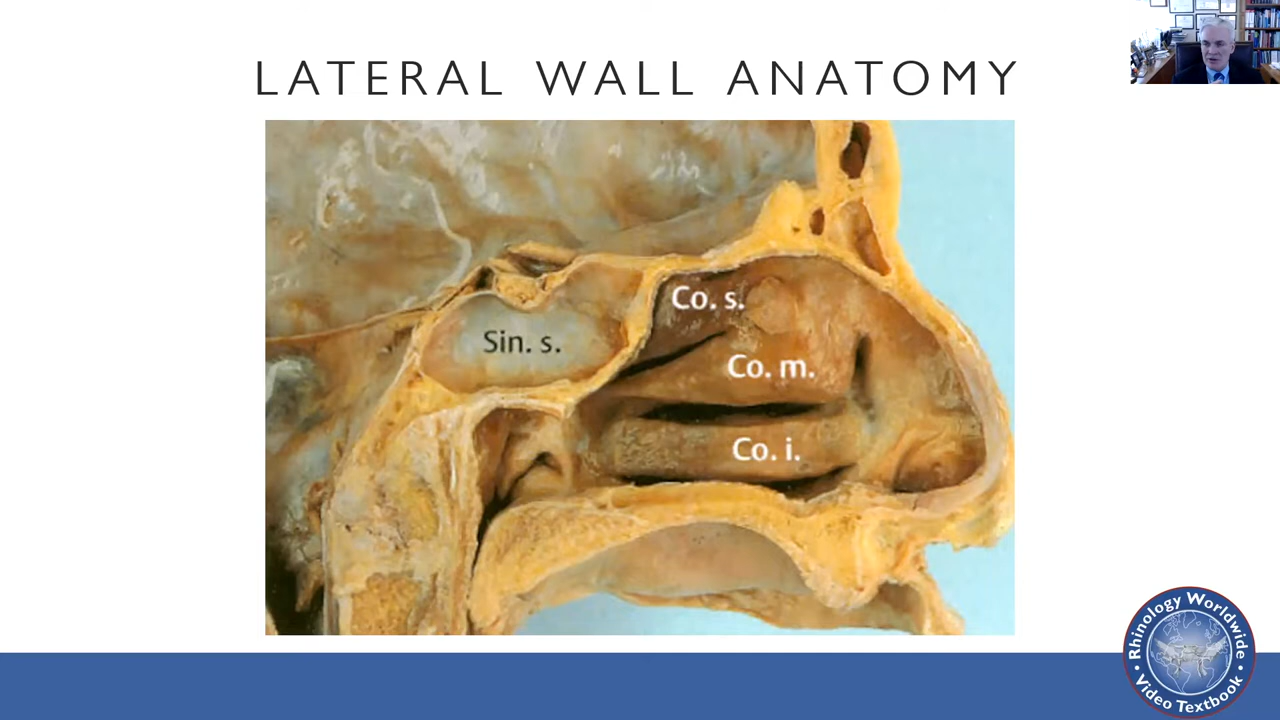 LATERAL WALL ANATOMY
Co. s.
Sin. s.
Co. m.
Co. i.
Rhinology Worldwide
• Video Textbook •